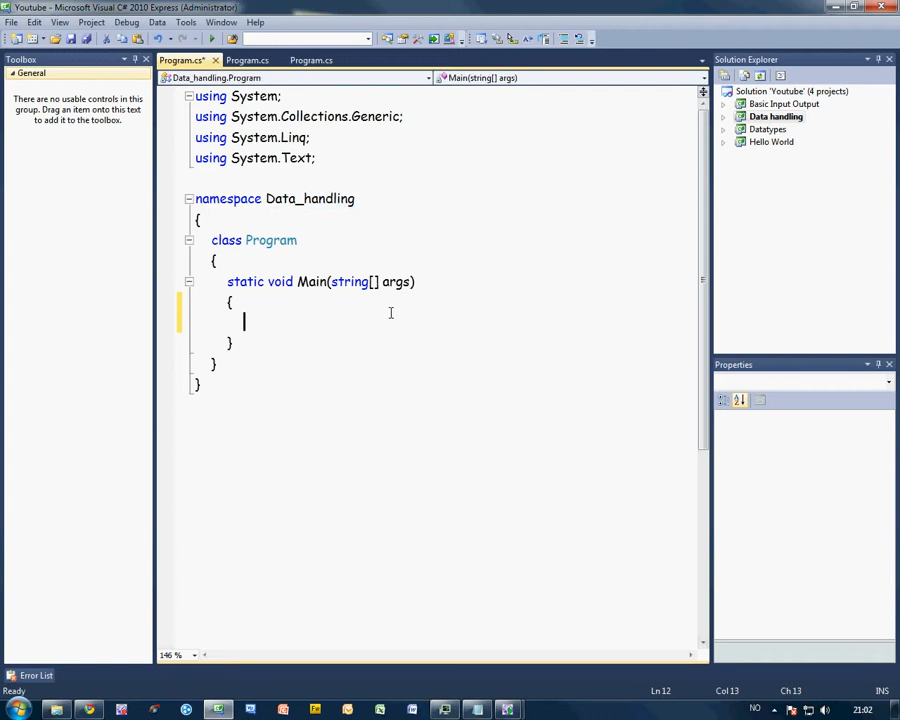 Youtube - Microsoft Visual C# 2010 Express (Administrator)
File Edit View Project Debug Data Tools Window Help
Toolbox
General
There are no usable controls in this
group. Drag an item onto this text
to add it to the toolbox.
Program.cs* Program.cs Program.cs
Data_handling.Program Main(string[] args)
using System;
using System.Collections.Generic;
using System.Linq;
using System.Text;
namespace Data_handling
{
class Program
{
static void Main(string[] args)
{
}
}
}
146 %
Solution Explorer
Solution 'Youtube' (4 projects)
Basic Input Output
Data handling
Datatypes
Hello World
Properties
Error List
Ready Ln 12 Col 13 Ch 13 INS
NO 21:02